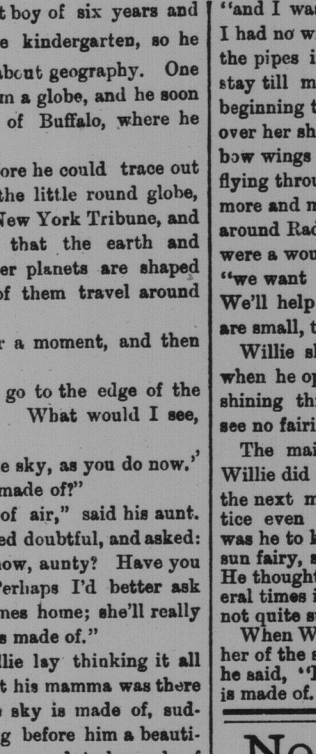 t boy of six years and
e kindergarten, so he
about geography. One
m a globe, and he soon
of Buffalo, where he
ore he could trace out
the little round globe,
New York Tribune, and
that the earth and
er planets are shaped
of them travel around
r a moment, and then
go to the edge of the
What would I see,
e sky, as you do now.”
made of?”
of air,” said his aunt.
ed doubtful, and asked:
now, aunty? Have you
Perhaps I’d better ask
mes home; she’ll really
s made of.”
llie lay thinking it all
t his mamma was there
e sky is made of, sud-
g before him a beauti-
“and I was
I had no w
the pipes i
stay till m
beginning t
over her sh
bow wings
flying throu
more and m
around Rad
were a wou
“we want
We’ll help
are small, t
Willie sl
when he op
shining thr
see no fairi
The mai
Willie did
the next m
tice even
was he to k
sun fairy, s
He thought
eral times i
not quite s
When W
her of the s
he said, “T
is made of.
No